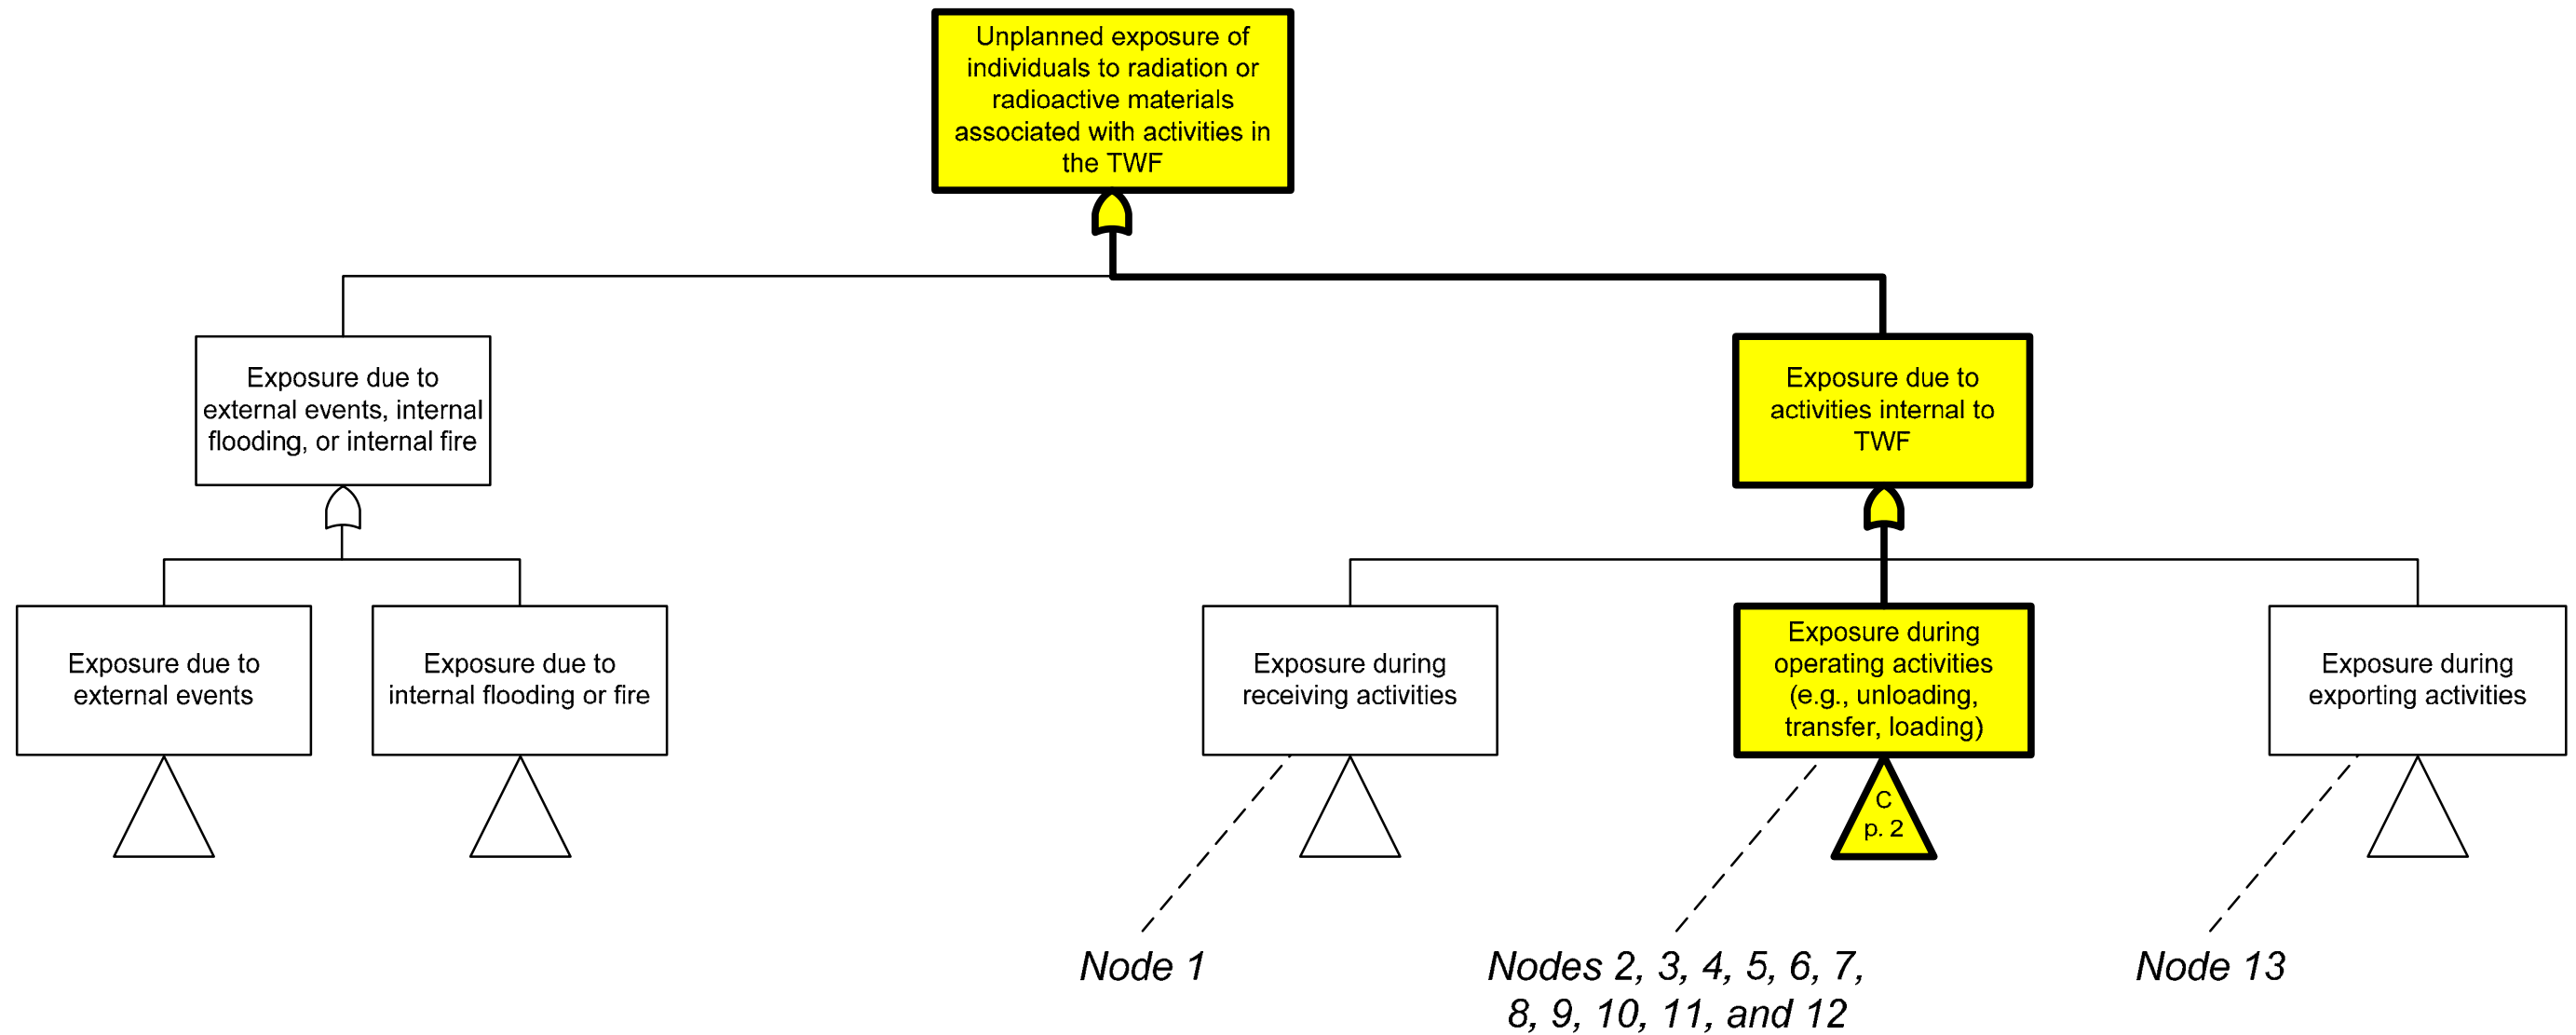 Unplanned exposure of
individuals to radiation or
radioactive materials
associated with activities in
the TWF
Exposure due to
external events, internal
flooding, or internal fire
Exposure due to
activities internal to
TWF
Exposure due to
external events
Exposure due to
internal flooding or fire
Exposure during
receiving activities
Exposure during
operating activities
(e.g., unloading,
transfer, loading)
Exposure during
exporting activities
C
p. 2
Node 1
Nodes 2, 3, 4, 5, 6, 7,
8, 9, 10, 11, and 12
Node 13